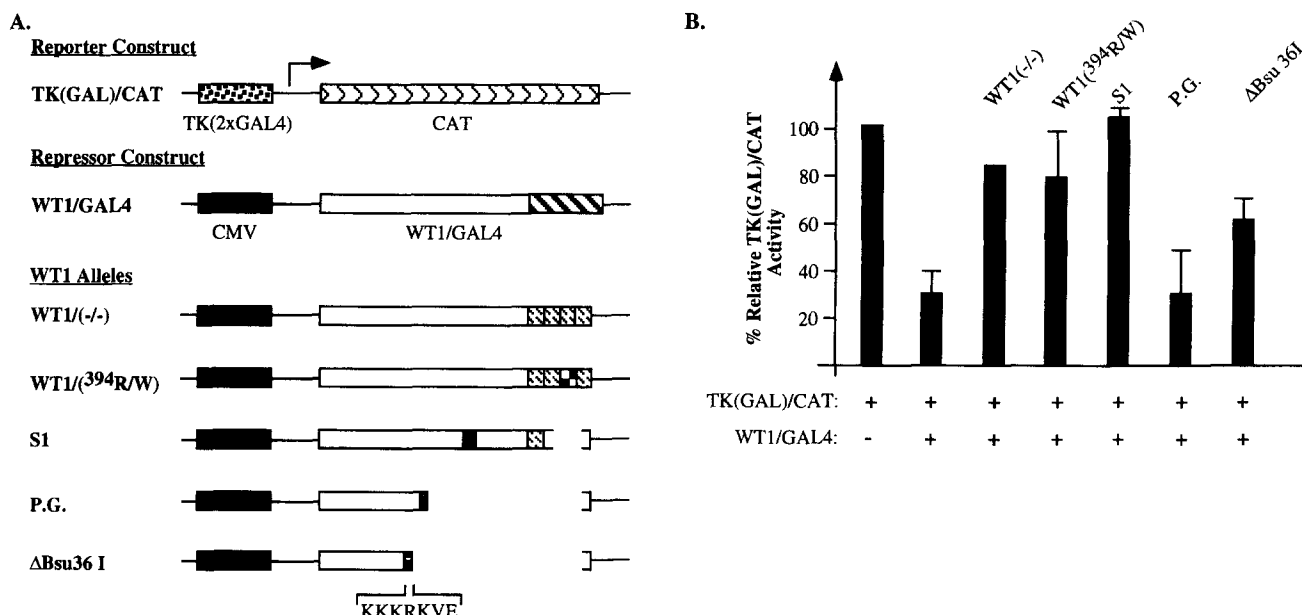 A.
Reporter Construct
TK(GAL)/CAT
TK(2xGAL4)
CAT
Repressor Construct
WT1/GAL4
CMV
WT1/GAL4
WT1 Alleles
WT1/(-/-)
WT1/(394R/W)
S1
P.G.
ΔBsu36 I
KKKRKVE
B.
% Relative TK(GAL)/CAT
Activity
100
80
60
40
20
WT1(-/-)
WT1(394R/W)
S1
P.G.
ΔBsu 36I
TK(GAL)/CAT: + + + + + + +
WT1/GAL4: - + + + + + +